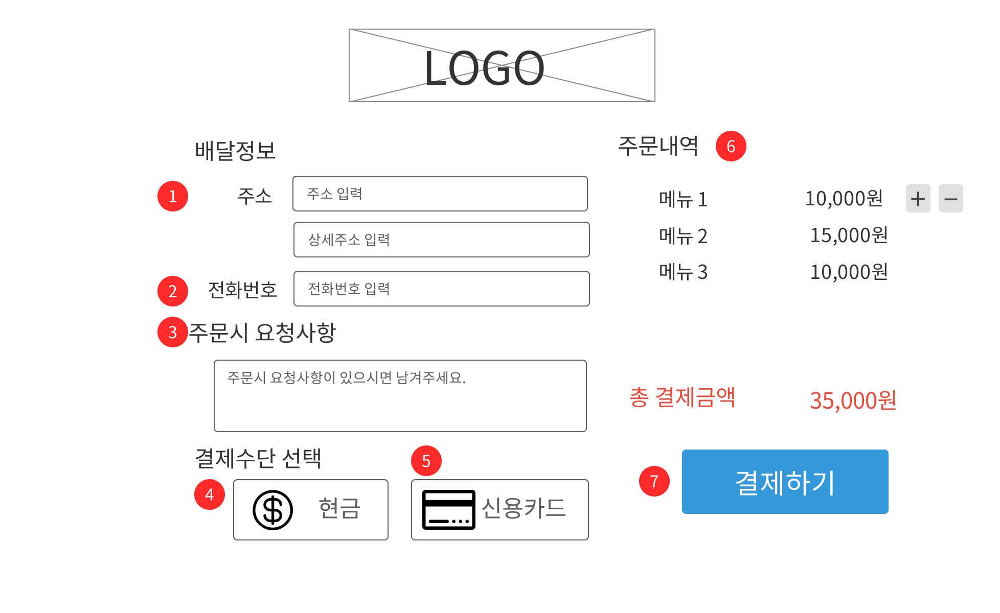 LOGO
배달정보
1 주소 주소 입력
상세주소 입력
2 전화번호 전화번호 입력
3 주문시 요청사항
주문시 요청사항이 있으시면 남겨주세요.
결제수단 선택
4 현금
5 신용카드
주문내역 6
메뉴 1 10,000원 + −
메뉴 2 15,000원
메뉴 3 10,000원
총 결제금액 35,000원
7 결제하기